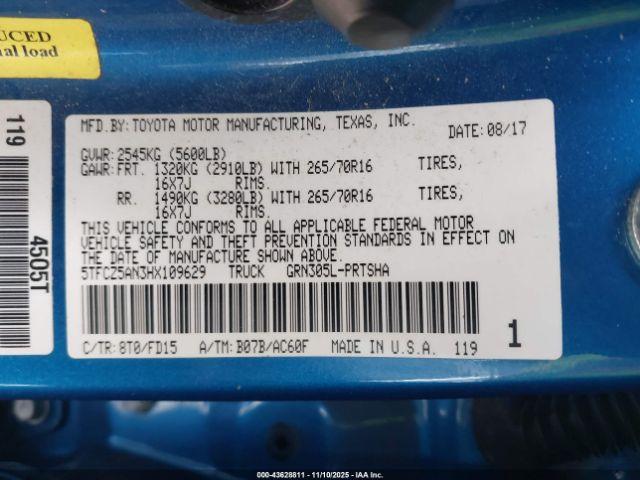 UCED
nal load
119
4505T
MFD.BY: TOYOTA MOTOR MANUFACTURING, TEXAS, INC.
DATE: 08/17
GVWR: 2545KG (5600LB)
GAWR: FRT. 1320KG (2910LB) WITH 265/70R16 TIRES,
16X7J RIMS.
RR. 1490KG (3280LB) WITH 265/70R16 TIRES,
16X7J RIMS.
THIS VEHICLE CONFORMS TO ALL APPLICABLE FEDERAL MOTOR
VEHICLE SAFETY AND THEFT PREVENTION STANDARDS IN EFFECT ON
THE DATE OF MANUFACTURE SHOWN ABOVE.
5TFCZ5AN3HX109629 TRUCK GRN305L-PRTSHA
C/TR: 8T0/FD15 A/TM: B07B/AC60F MADE IN U.S.A. 119
1
000-43628811 - 11/10/2025 - IAA Inc.